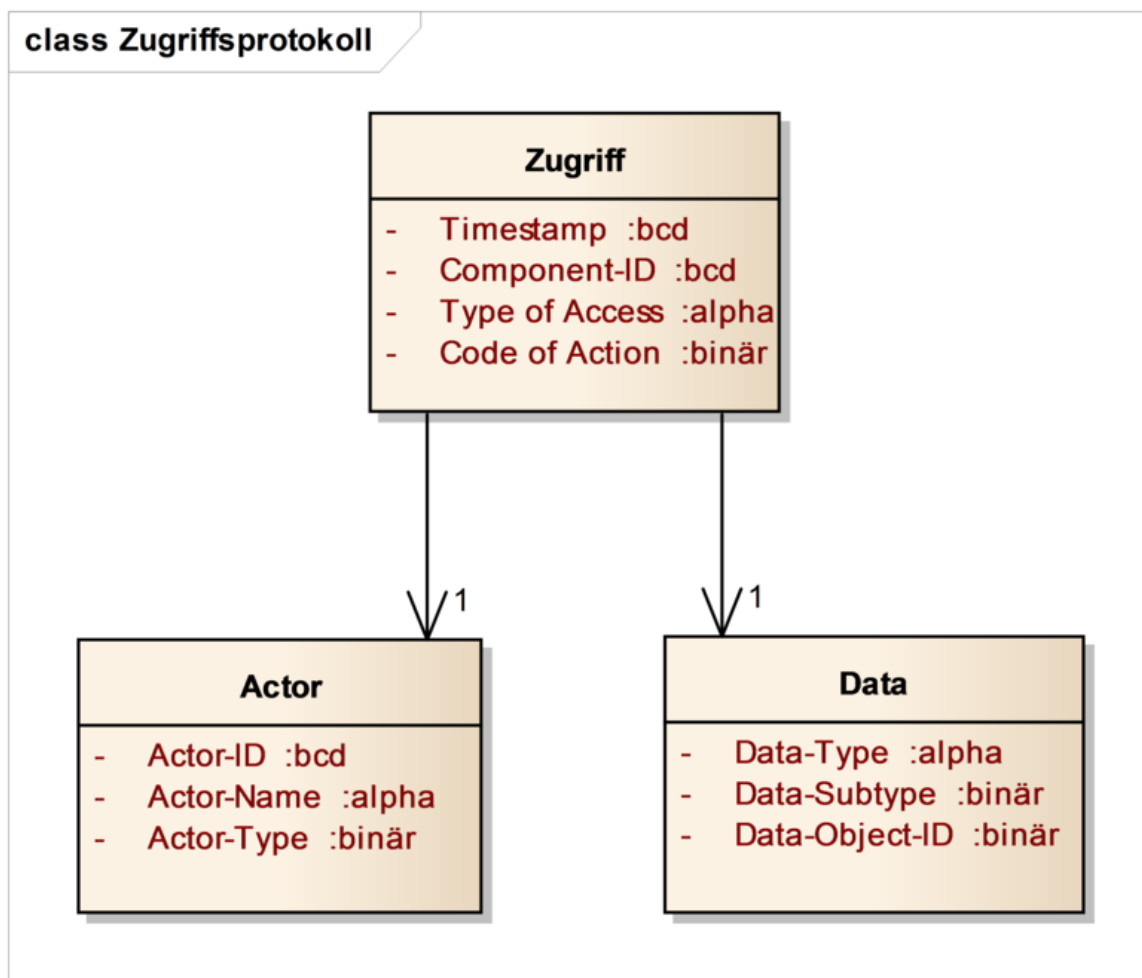 class Zugriffsprotokoll
Zugriff
- Timestamp :bcd
- Component-ID :bcd
- Type of Access :alpha
- Code of Action :binär
1
1
Actor
- Actor-ID :bcd
- Actor-Name :alpha
- Actor-Type :binär
Data
- Data-Type :alpha
- Data-Subtype :binär
- Data-Object-ID :binär